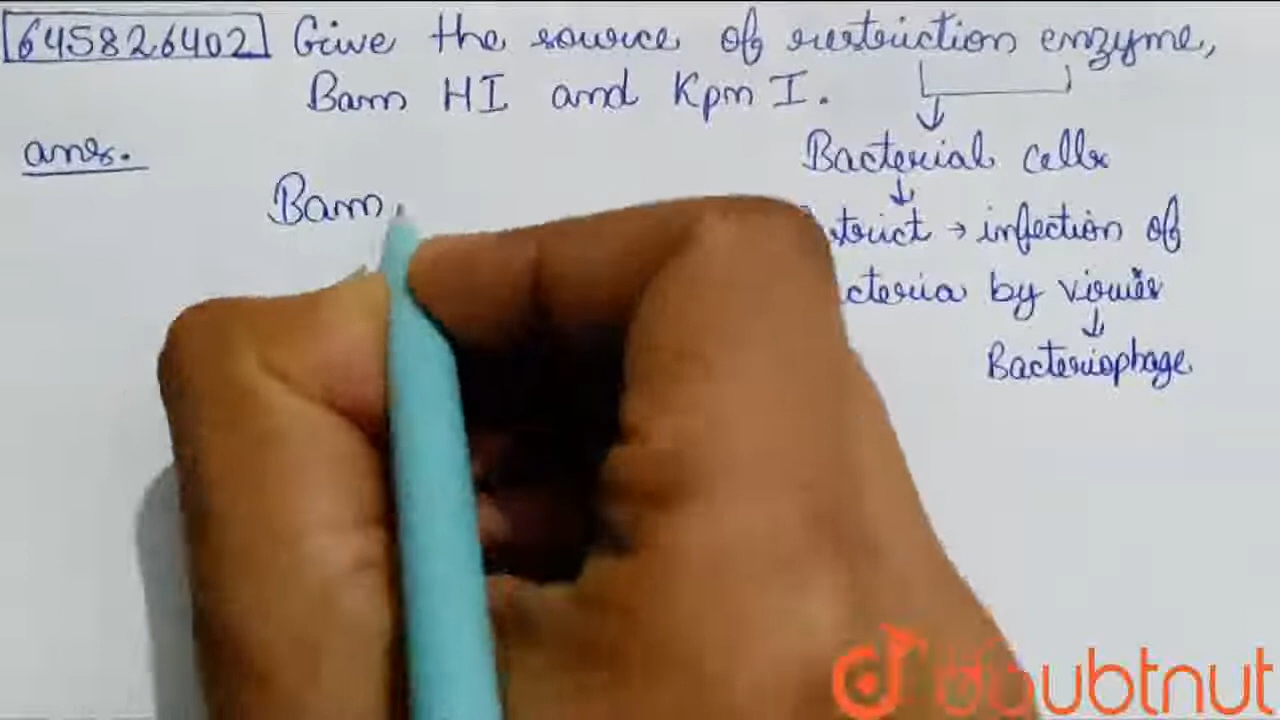 645826402 Give the source of restriction enzyme,
Bam HI and Kpn I.
ans.
Bam
Bacterial cells
infection of
by virus
Bacteriophage
doubtnut